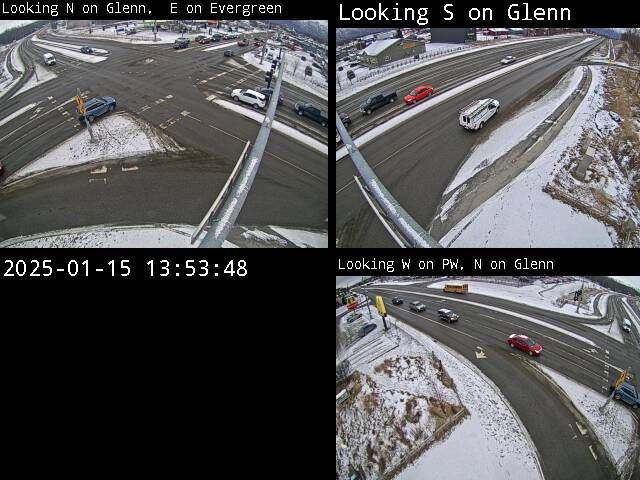 Looking N on Glenn,  E on Evergreen
Looking S on Glenn
2025-01-15 13:53:48
Looking W on PW, N on Glenn